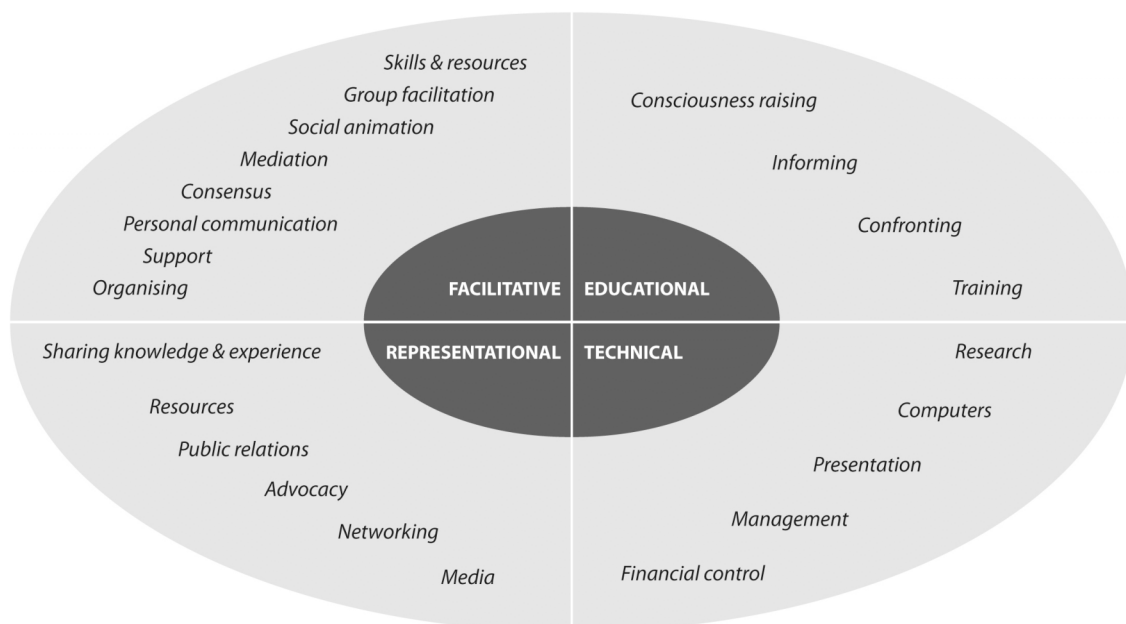 Skills & resources
Group facilitation
Social animation
Mediation
Consensus
Personal communication
Support
Organising
FACILITATIVE
Consciousness raising
Informing
Confronting
Training
EDUCATIONAL
Sharing knowledge & experience
Resources
Public relations
Advocacy
Networking
Media
REPRESENTATIONAL
TECHNICAL
Research
Computers
Presentation
Management
Financial control